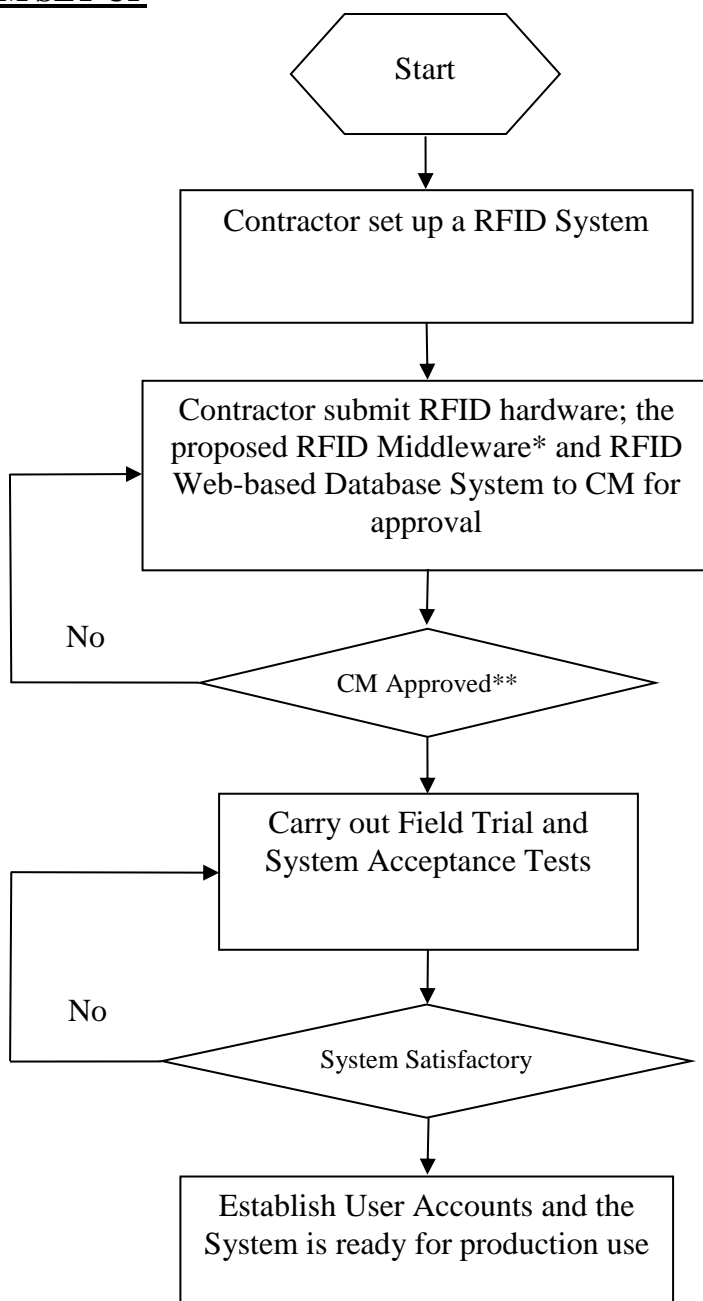 Start
Contractor set up a RFID System
Contractor submit RFID hardware; the
proposed RFID Middleware* and RFID
Web-based Database System to CM for
approval
No
CM Approved**
Carry out Field Trial and
System Acceptance Tests
No
System Satisfactory
Establish User Accounts and the
System is ready for production use